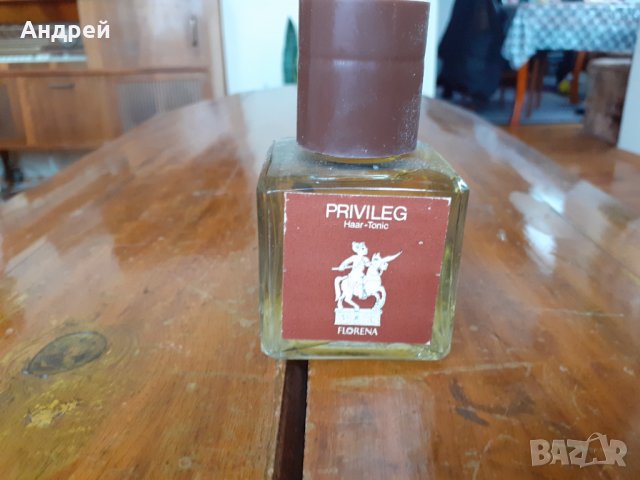 Андрей
PRIVILEG
Haar-Tonic
FLORENA
BAZAR